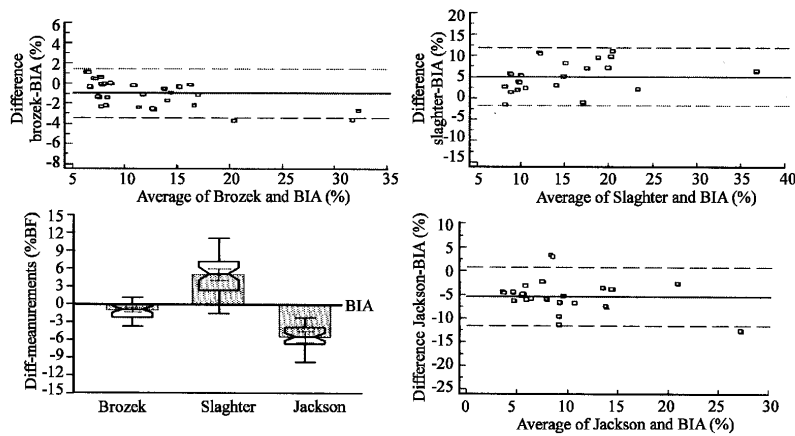 Difference
brozek-BIA (%)
6
4
2
0
-2
-4
-6
-8
5 10 15 20 25 30 35
Average of Brozek and BIA (%)
Difference
slaghter-BIA (%)
20
15
10
5
0
-5
-10
-15
5 10 15 20 25 30 35 40
Average of Slaghter and BIA (%)
Diff-meanurements (%BF)
15
12
9
6
3
0
-3
-6
-9
-12
-15
BIA
Brozek Slaghter Jackson
Difference Jackson-BIA (%)
10
5
0
-5
-10
-15
-20
-25
0 5 10 15 20 25 30
Average of Jackson and BIA (%)